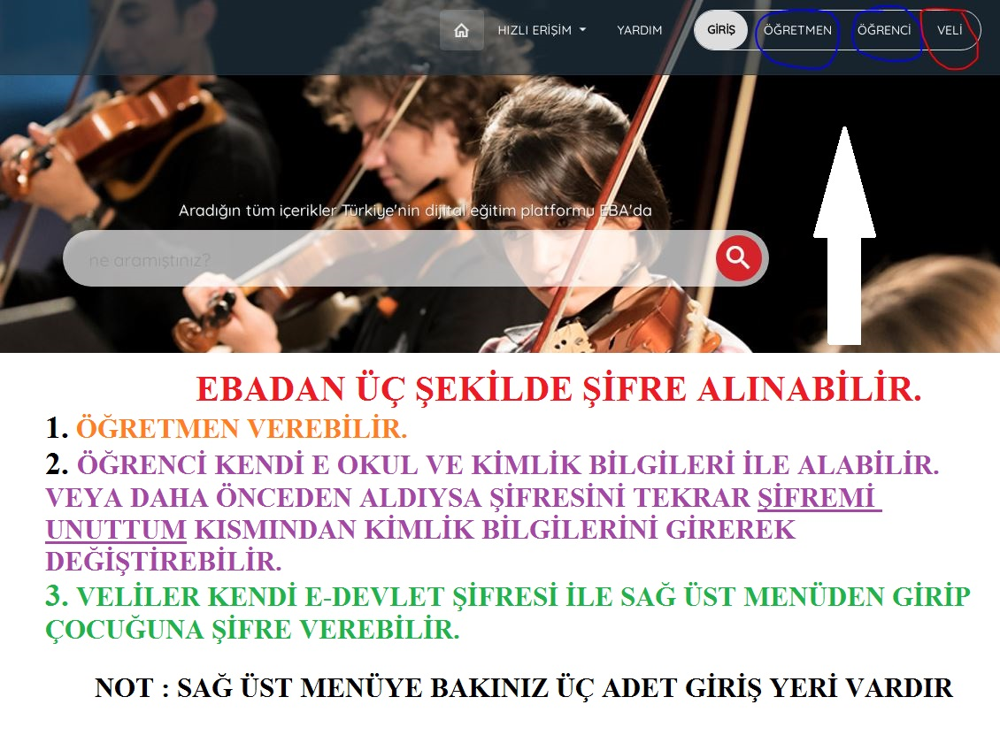 HIZLI ERİŞİM YARDIM GİRİŞ ÖĞRETMEN ÖĞRENCİ VELİ
Aradığın tüm içerikler Türkiye'nin dijital eğitim platformu EBA'da
ne aramıştınız?
EBADAN ÜÇ ŞEKİLDE ŞİFRE ALINABİLİR.
1. ÖĞRETMEN VEREBİLİR.
2. ÖĞRENCİ KENDİ E OKUL VE KİMLİK BİLGİLERİ İLE ALABİLİR.
VEYA DAHA ÖNCEDEN ALDIYSA ŞİFRESİNİ TEKRAR ŞİFREMİ
UNUTTUM KISMINDAN KİMLİK BİLGİLERİNİ GİREREK
DEĞİŞTİREBİLİR.
3. VELİLER KENDİ E-DEVLET ŞİFRESİ İLE SAĞ ÜST MENÜDEN GİRİP
ÇOCUĞUNA ŞİFRE VEREBİLİR.
NOT : SAĞ ÜST MENÜYE BAKINIZ ÜÇ ADET GİRİŞ YERİ VARDIR